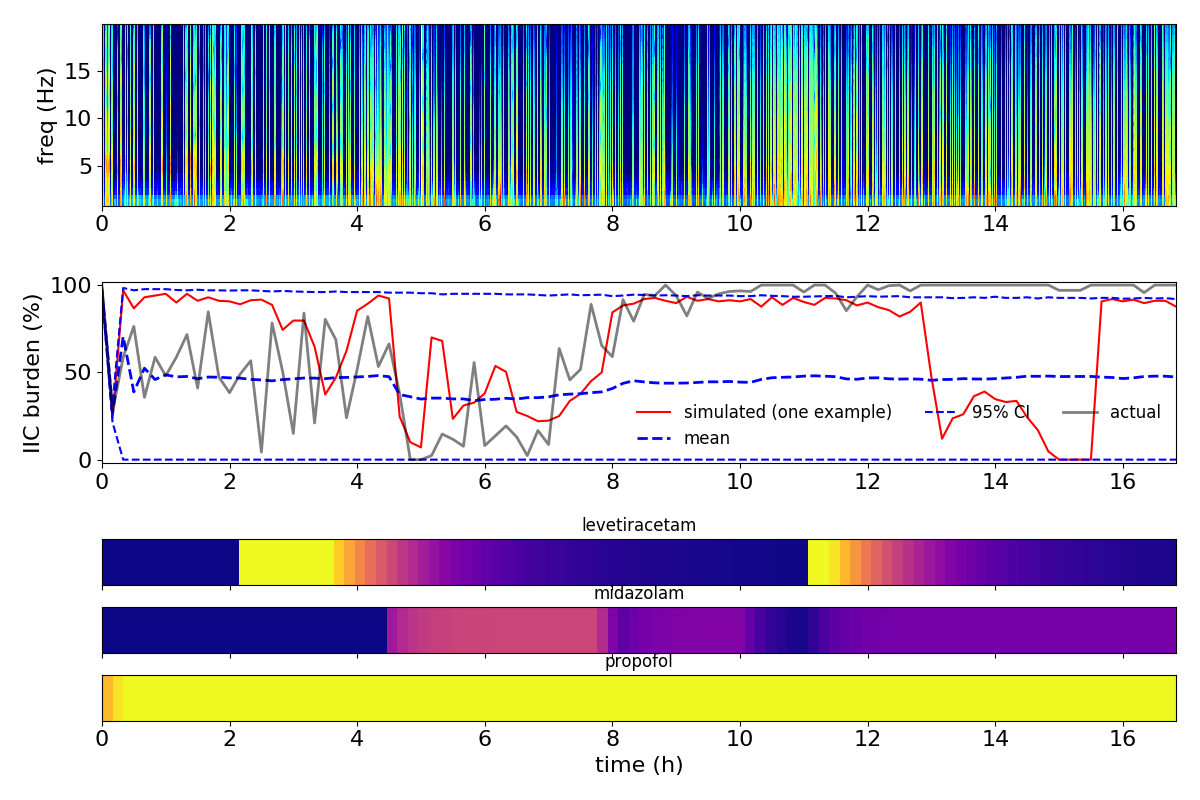 freq (Hz)
15
10
5
0 2 4 6 8 10 12 14 16
IIC burden (%)
100
50
0
simulated (one example) 95% CI actual
mean
0 2 4 6 8 10 12 14 16
levetiracetam
midazolam
propofol
0 2 4 6 8 10 12 14 16
time (h)